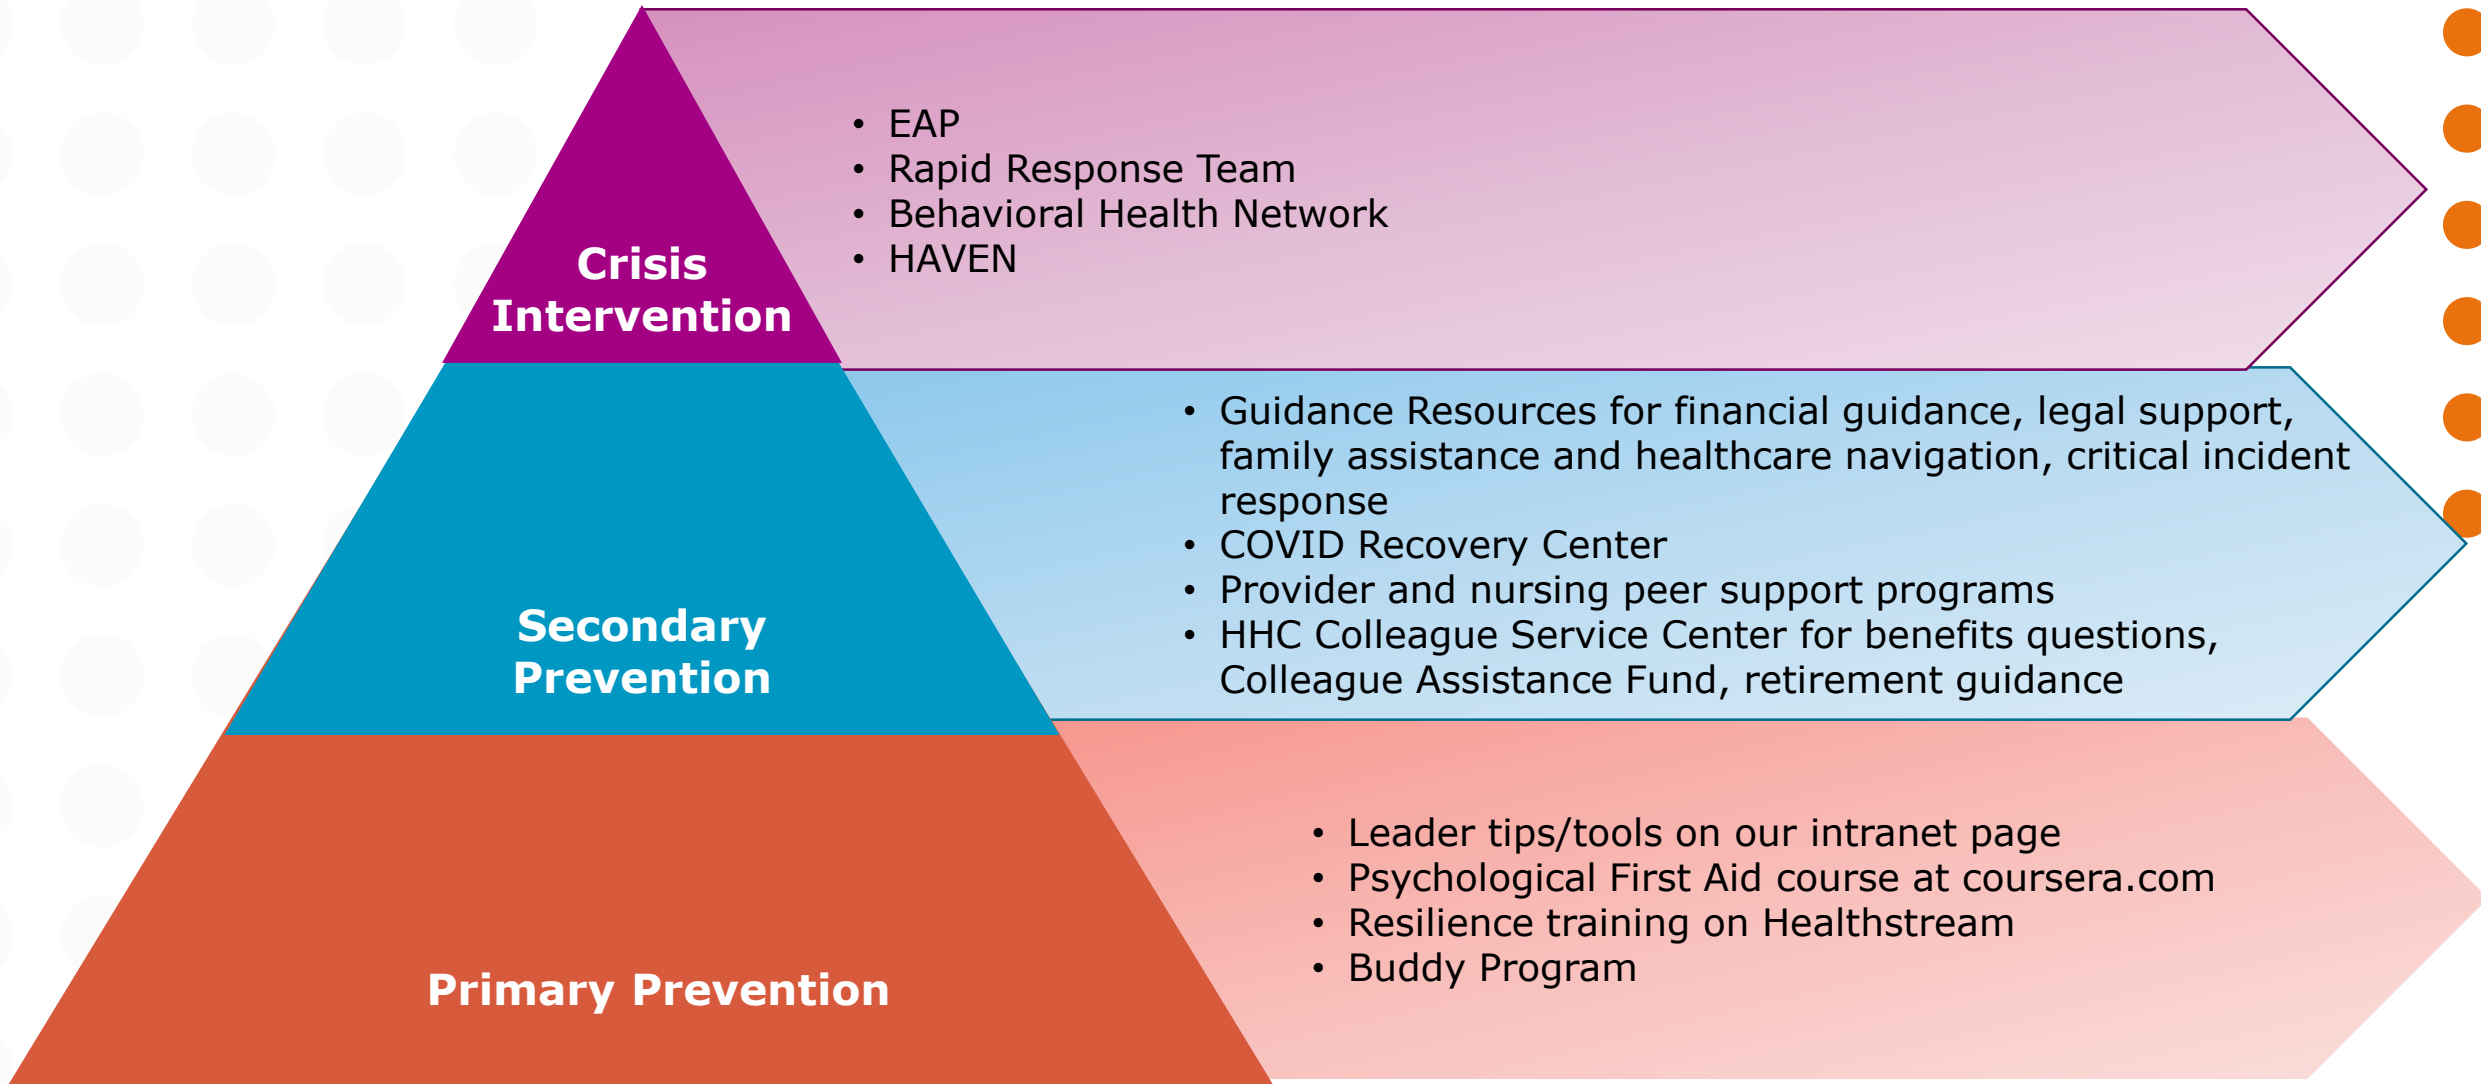 Crisis
Intervention
• EAP
• Rapid Response Team
• Behavioral Health Network
• HAVEN
Secondary
Prevention
• Guidance Resources for financial guidance, legal support,
family assistance and healthcare navigation, critical incident
response
• COVID Recovery Center
• Provider and nursing peer support programs
• HHC Colleague Service Center for benefits questions,
Colleague Assistance Fund, retirement guidance
Primary Prevention
• Leader tips/tools on our intranet page
• Psychological First Aid course at coursera.com
• Resilience training on Healthstream
• Buddy Program